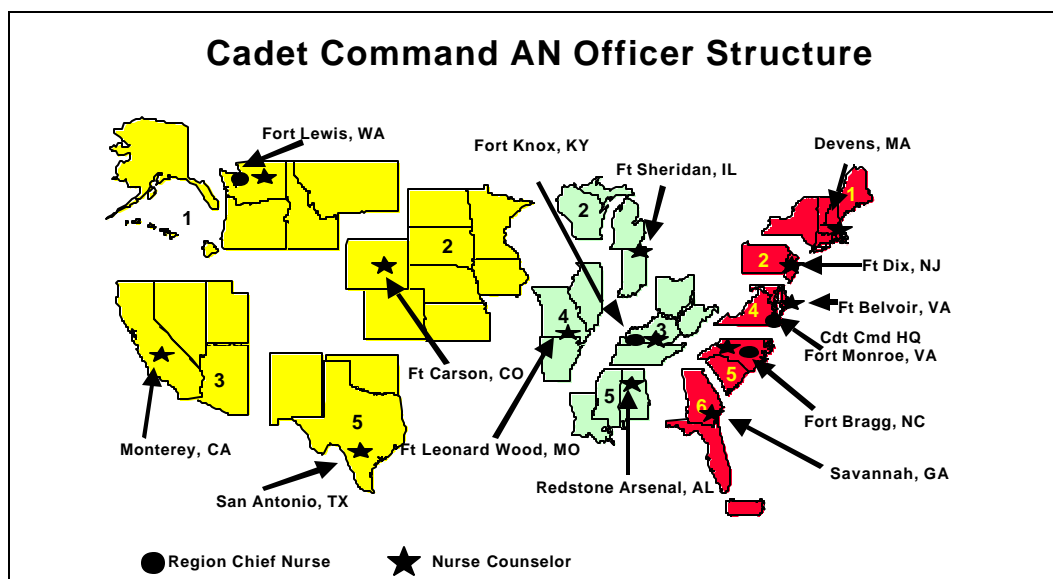 Cadet Command AN Officer Structure
Fort Lewis, WA
Fort Knox, KY
Ft Sheridan, IL
Devens, MA
1
2
1
2
2
Ft Dix, NJ
Ft Belvoir, VA
4
4
3
Cdt Cmd HQ
Fort Monroe, VA
3
Ft Carson, CO
5
5
5
6
Fort Bragg, NC
Monterey, CA
Ft Leonard Wood, MO
San Antonio, TX
Redstone Arsenal, AL
Savannah, GA
Region Chief Nurse
Nurse Counselor